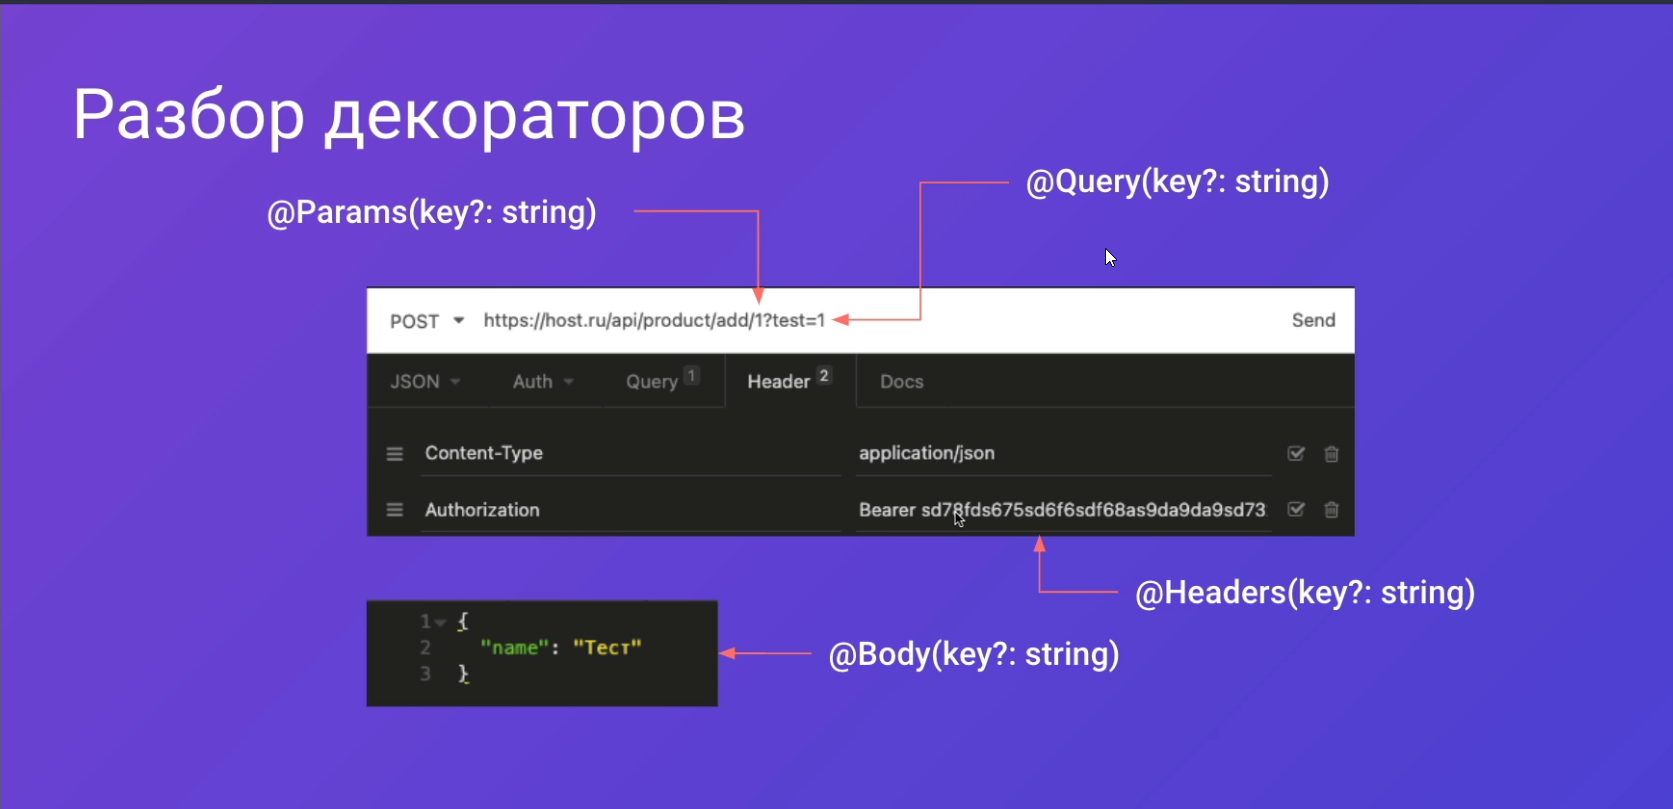 Разбор декораторов
@Query(key?: string)
@Params(key?: string)
POST https://host.ru/api/product/add/1?test=1 Send
JSON Auth Query 1 Header 2 Docs
Content-Type application/json
Authorization Bearer sd78fds675sd6f6sdf68as9da9da9sd73
@Headers(key?: string)
1 {
2 "name": "Тест"
3 }
@Body(key?: string)